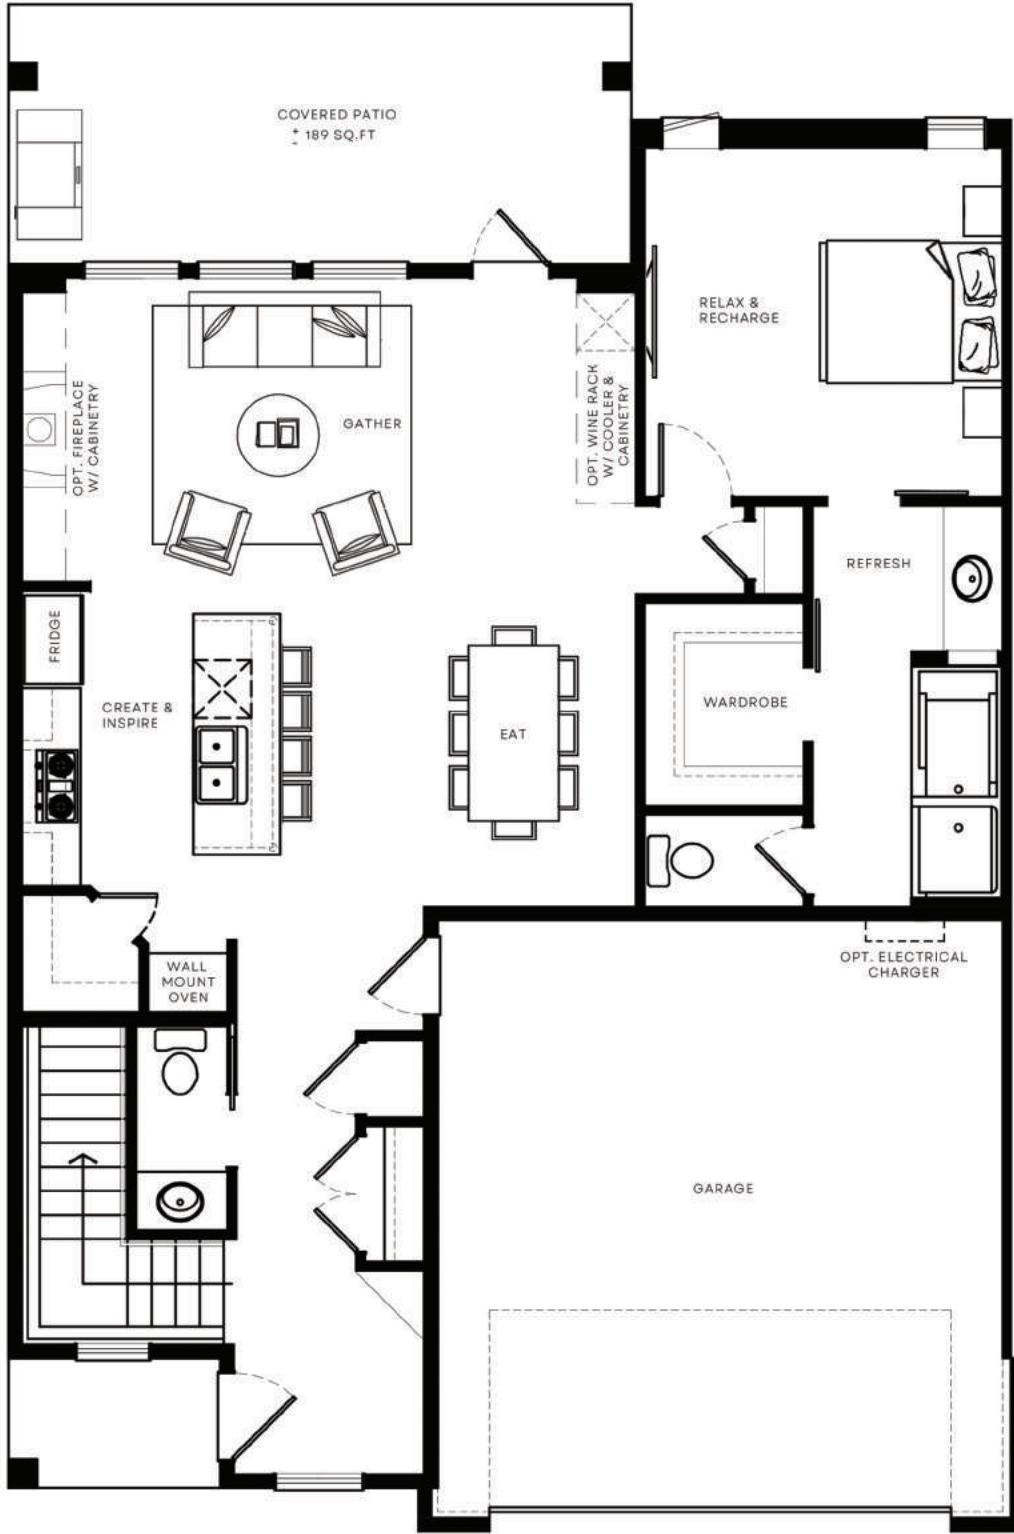 COVERED PATIO
± 189 SQ.FT
RELAX &
RECHARGE
OPT. FIREPLACE
W/ CABINETRY
GATHER
OPT. WINE RACK
W/ COOLER &
CABINETRY
REFRESH
FRIDGE
CREATE &
INSPIRE
EAT
WARDROBE
WALL
MOUNT
OVEN
OPT. ELECTRICAL
CHARGER
GARAGE